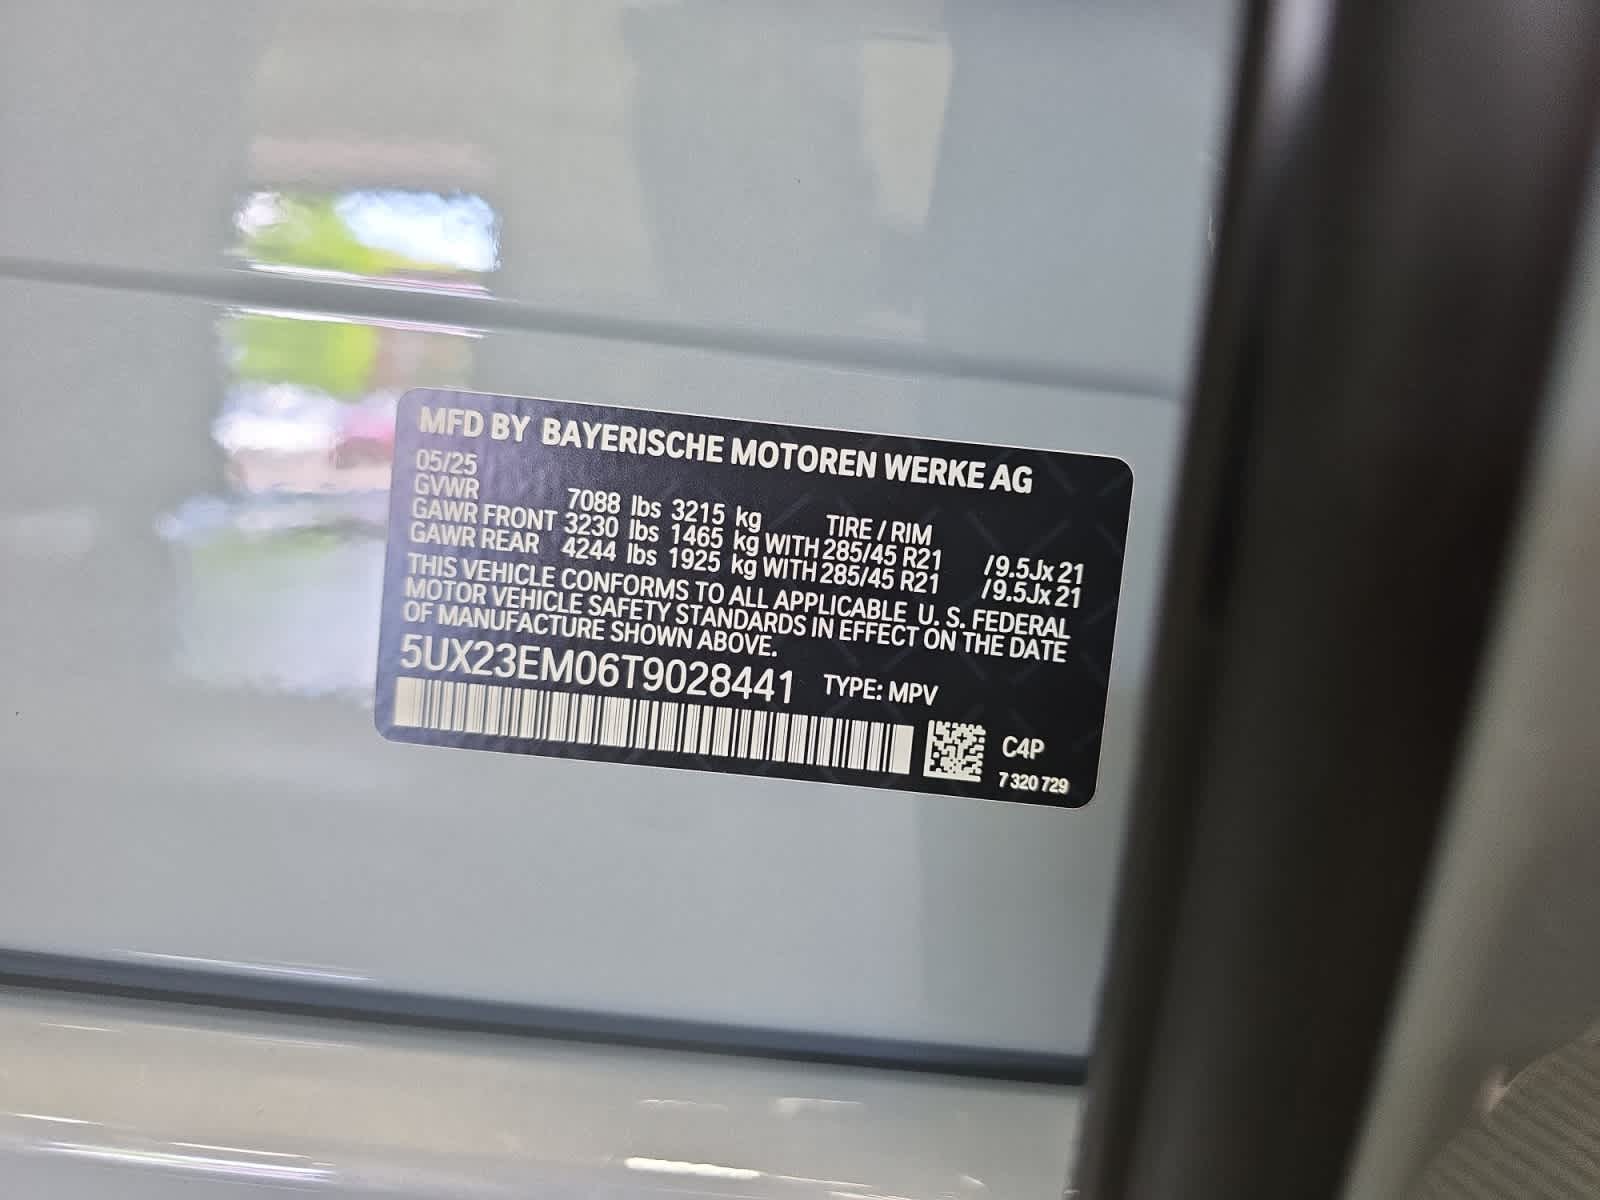 MFD BY BAYERISCHE MOTOREN WERKE AG
05/25
GVWR 7088 lbs 3215 kg TIRE / RIM
GAWR FRONT 3230 lbs 1465 kg WITH 285/45 R21 /9.5Jx 21
GAWR REAR 4244 lbs 1925 kg WITH 285/45 R21 /9.5Jx 21
THIS VEHICLE CONFORMS TO ALL APPLICABLE U. S. FEDERAL
MOTOR VEHICLE SAFETY STANDARDS IN EFFECT ON THE DATE
OF MANUFACTURE SHOWN ABOVE.
5UX23EM06T9028441 TYPE: MPV
C4P
7 320 729